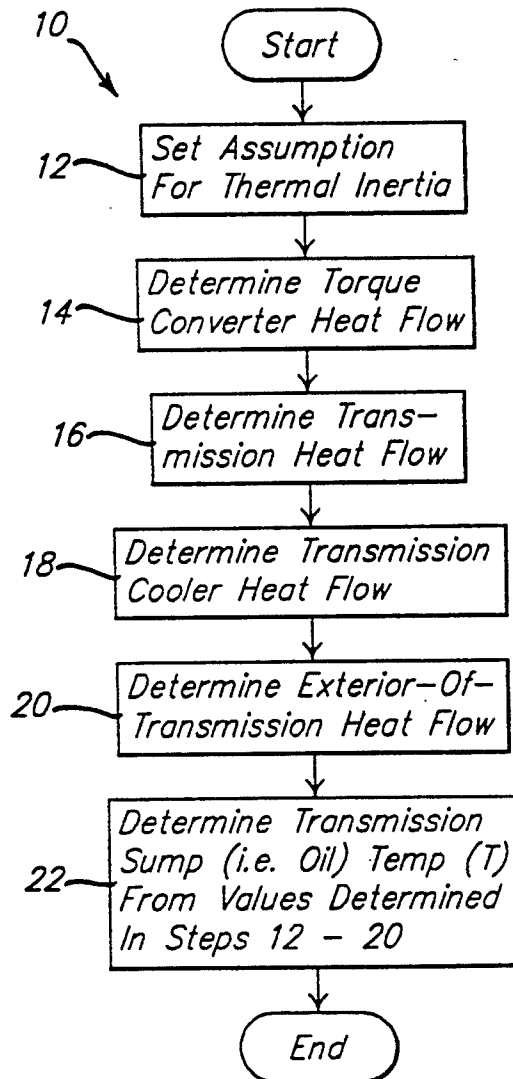 10
Start
12
Set Assumption
For Thermal Inertia
14
Determine Torque
Converter Heat Flow
16
Determine Trans-
mission Heat Flow
18
Determine Transmission
Cooler Heat Flow
20
Determine Exterior-Of-
Transmission Heat Flow
22
Determine Transmission
Sump (i.e. Oil) Temp (T)
From Values Determined
In Steps 12 - 20
End